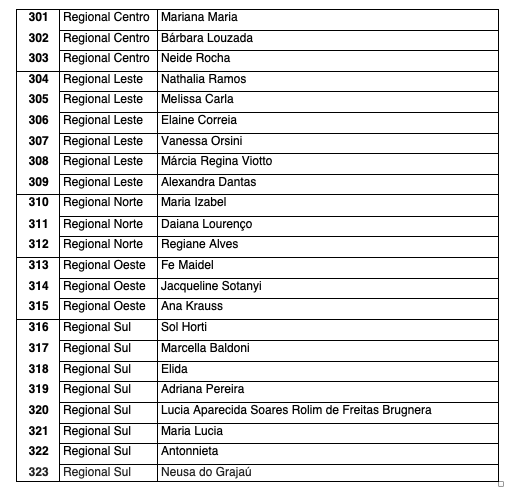 301 Regional Centro Mariana Maria
302 Regional Centro Bárbara Louzada
303 Regional Centro Neide Rocha
304 Regional Leste Nathalia Ramos
305 Regional Leste Melissa Carla
306 Regional Leste Elaine Correia
307 Regional Leste Vanessa Orsini
308 Regional Leste Márcia Regina Viotto
309 Regional Leste Alexandra Dantas
310 Regional Norte Maria Izabel
311 Regional Norte Daiana Lourenço
312 Regional Norte Regiane Alves
313 Regional Oeste Fe Maidel
314 Regional Oeste Jacqueline Sotanyi
315 Regional Oeste Ana Krauss
316 Regional Sul Sol Horti
317 Regional Sul Marcella Baldoni
318 Regional Sul Elida
319 Regional Sul Adriana Pereira
320 Regional Sul Lucia Aparecida Soares Rolim de Freitas Brugnera
321 Regional Sul Maria Lucia
322 Regional Sul Antonnieta
323 Regional Sul Neusa do Grajaú